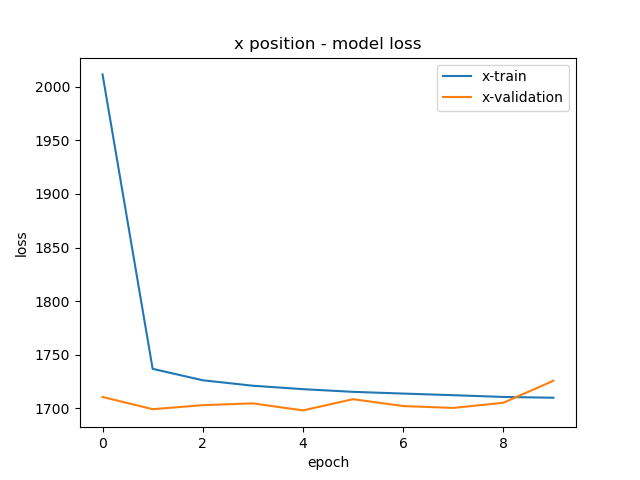 x position - model loss
x-train
x-validation
2000
1950
1900
1850
1800
1750
1700
loss
0 2 4 6 8
epoch